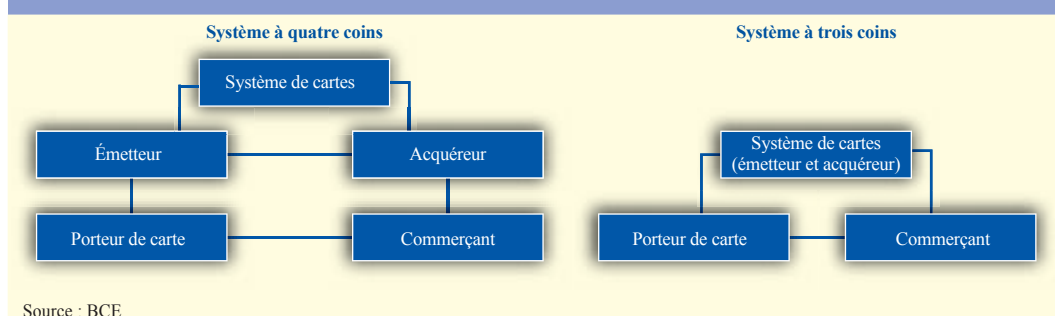 Système à quatre coins
Système de cartes
Émetteur
Acquéreur
Porteur de carte
Commerçant
Système à trois coins
Système de cartes
(émetteur et acquéreur)
Porteur de carte
Commerçant
Source : BCE